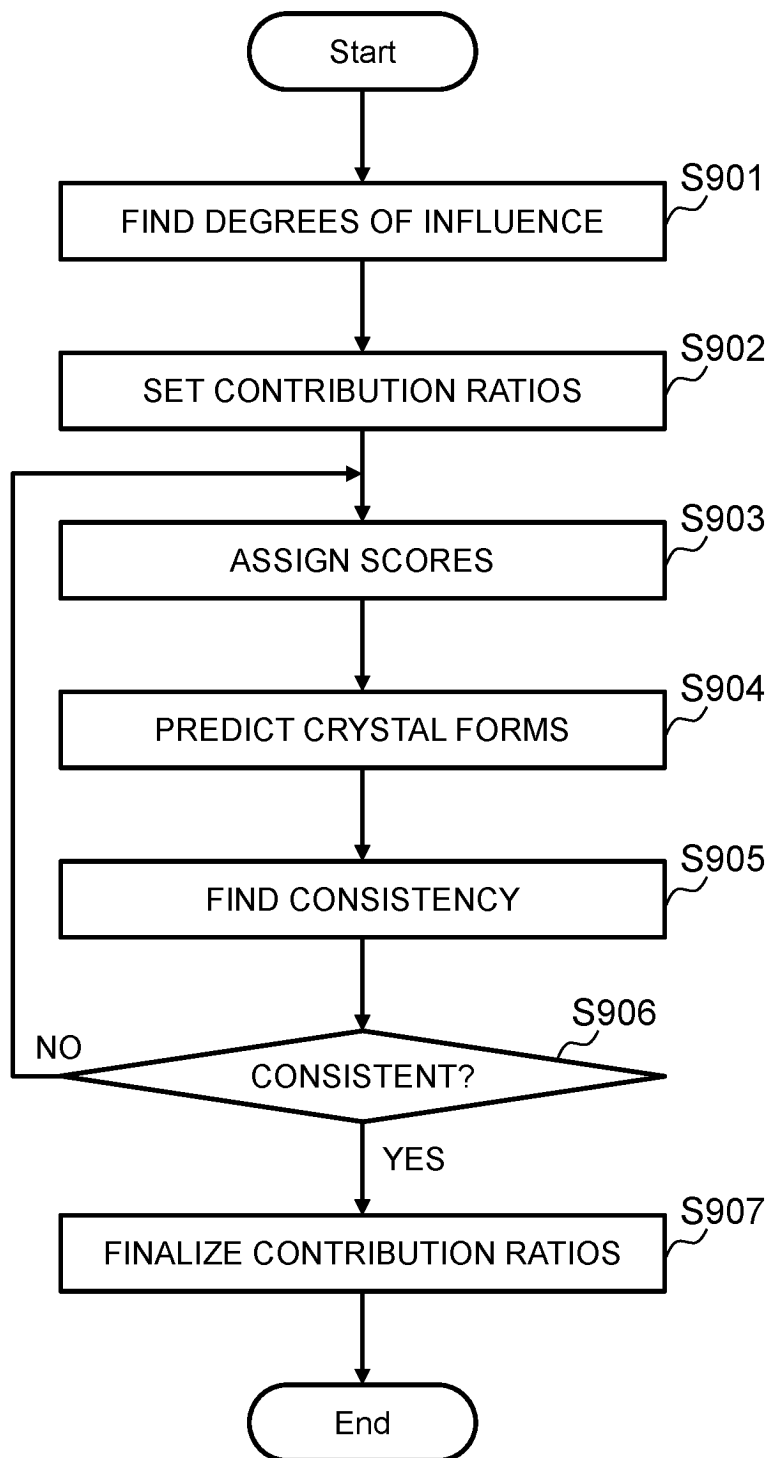 Start
S901
FIND DEGREES OF INFLUENCE
S902
SET CONTRIBUTION RATIOS
S903
ASSIGN SCORES
S904
PREDICT CRYSTAL FORMS
S905
FIND CONSISTENCY
S906
NO
CONSISTENT?
YES
S907
FINALIZE CONTRIBUTION RATIOS
End